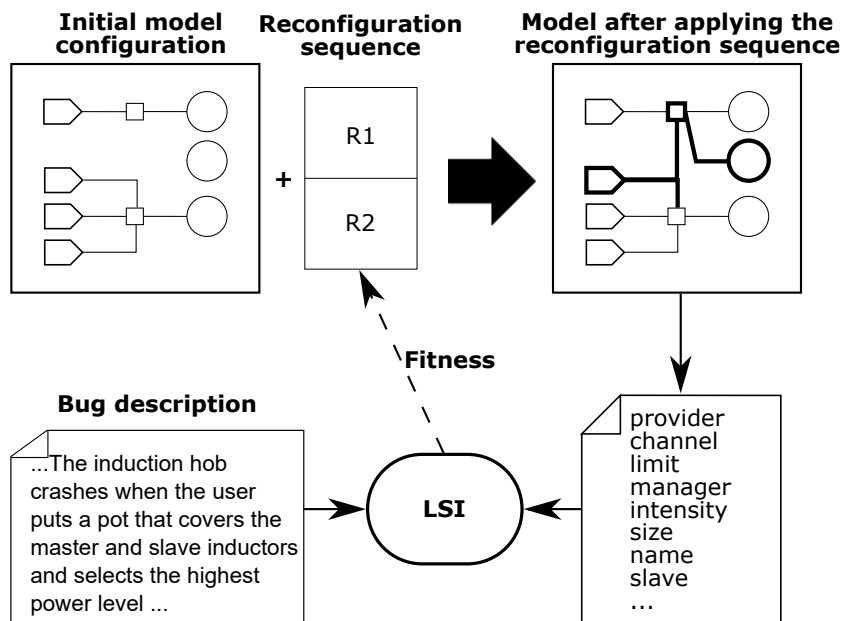 Initial model
configuration
Reconfiguration
sequence
Model after applying the
reconfiguration sequence
R1
+
R2
Fitness
Bug description
...The induction hob
crashes when the user
puts a pot that covers the
master and slave inductors
and selects the highest
power level ...
LSI
provider
channel
limit
manager
intensity
size
name
slave
...